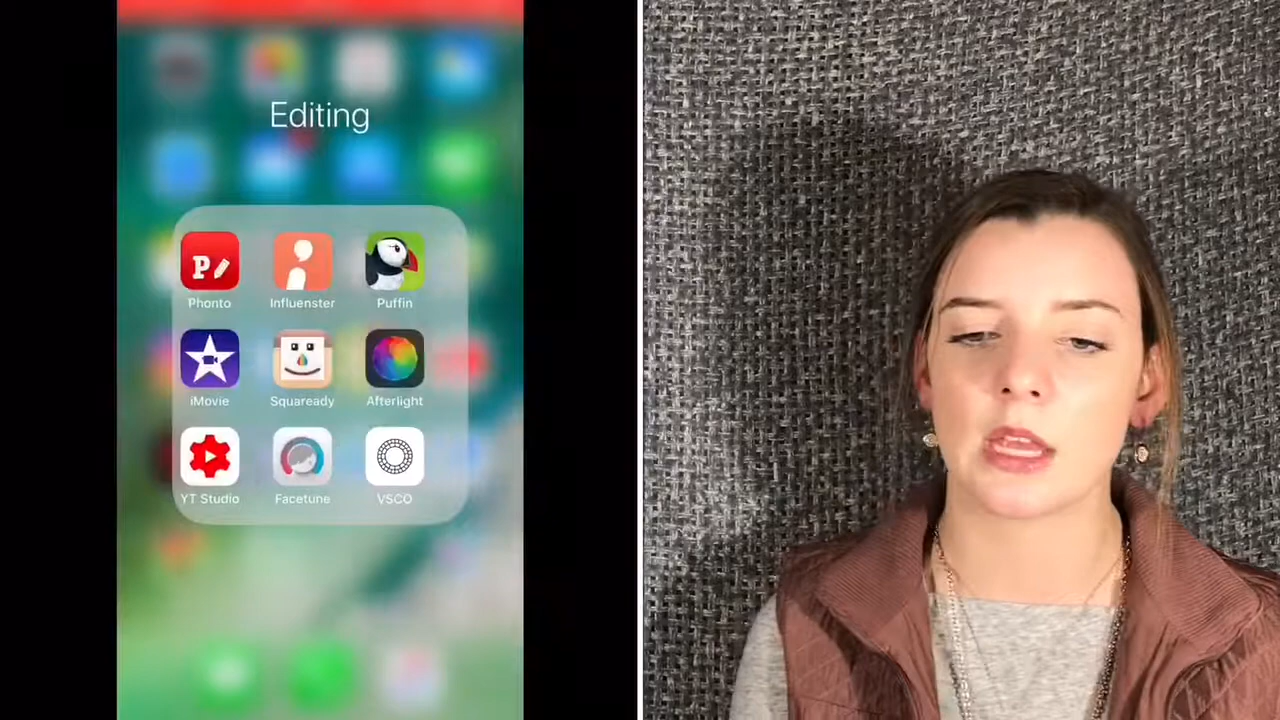 Editing
P
Phonto Influenster Puffin
iMovie Squaready Afterlight
YT Studio Facetune VSCO